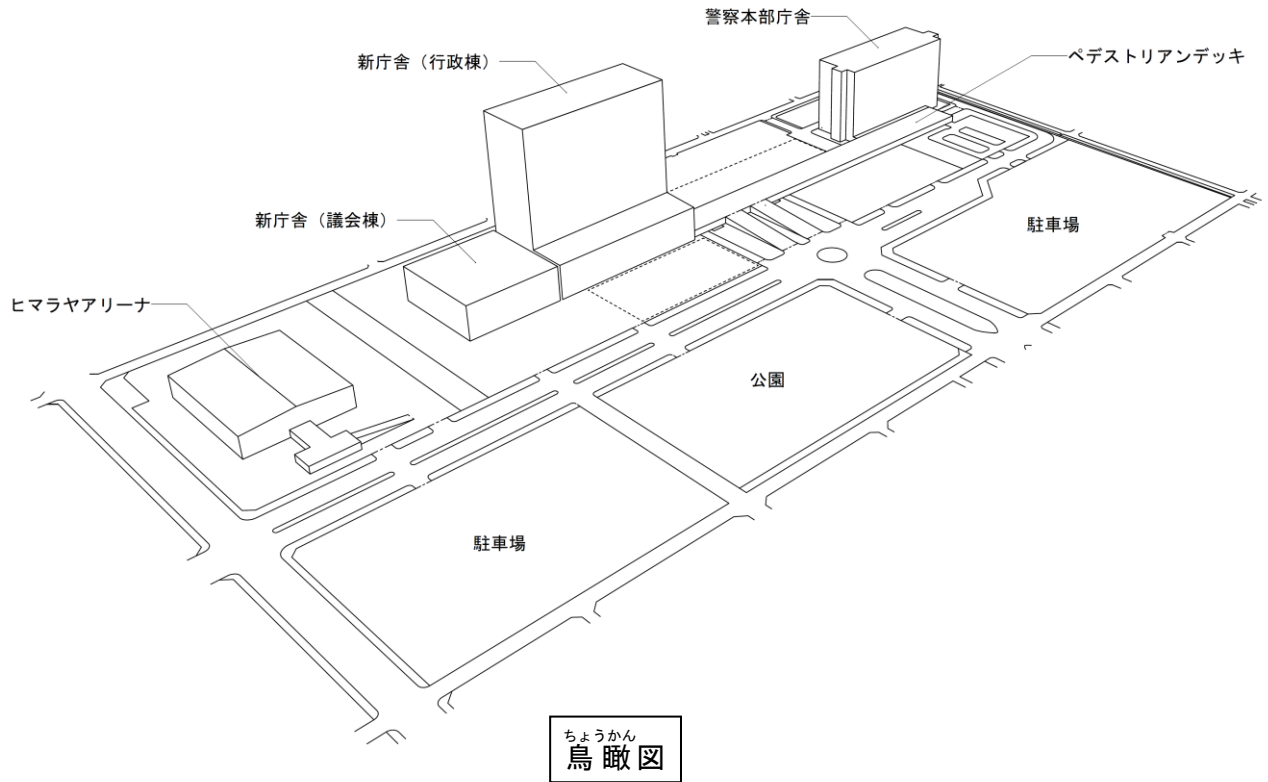 警察本部庁舎
ペデストリアンデッキ
新庁舎（行政棟）
駐車場
新庁舎（議会棟）
ヒマラヤアリーナ
公園
駐車場
ちょうかん
鳥瞰図